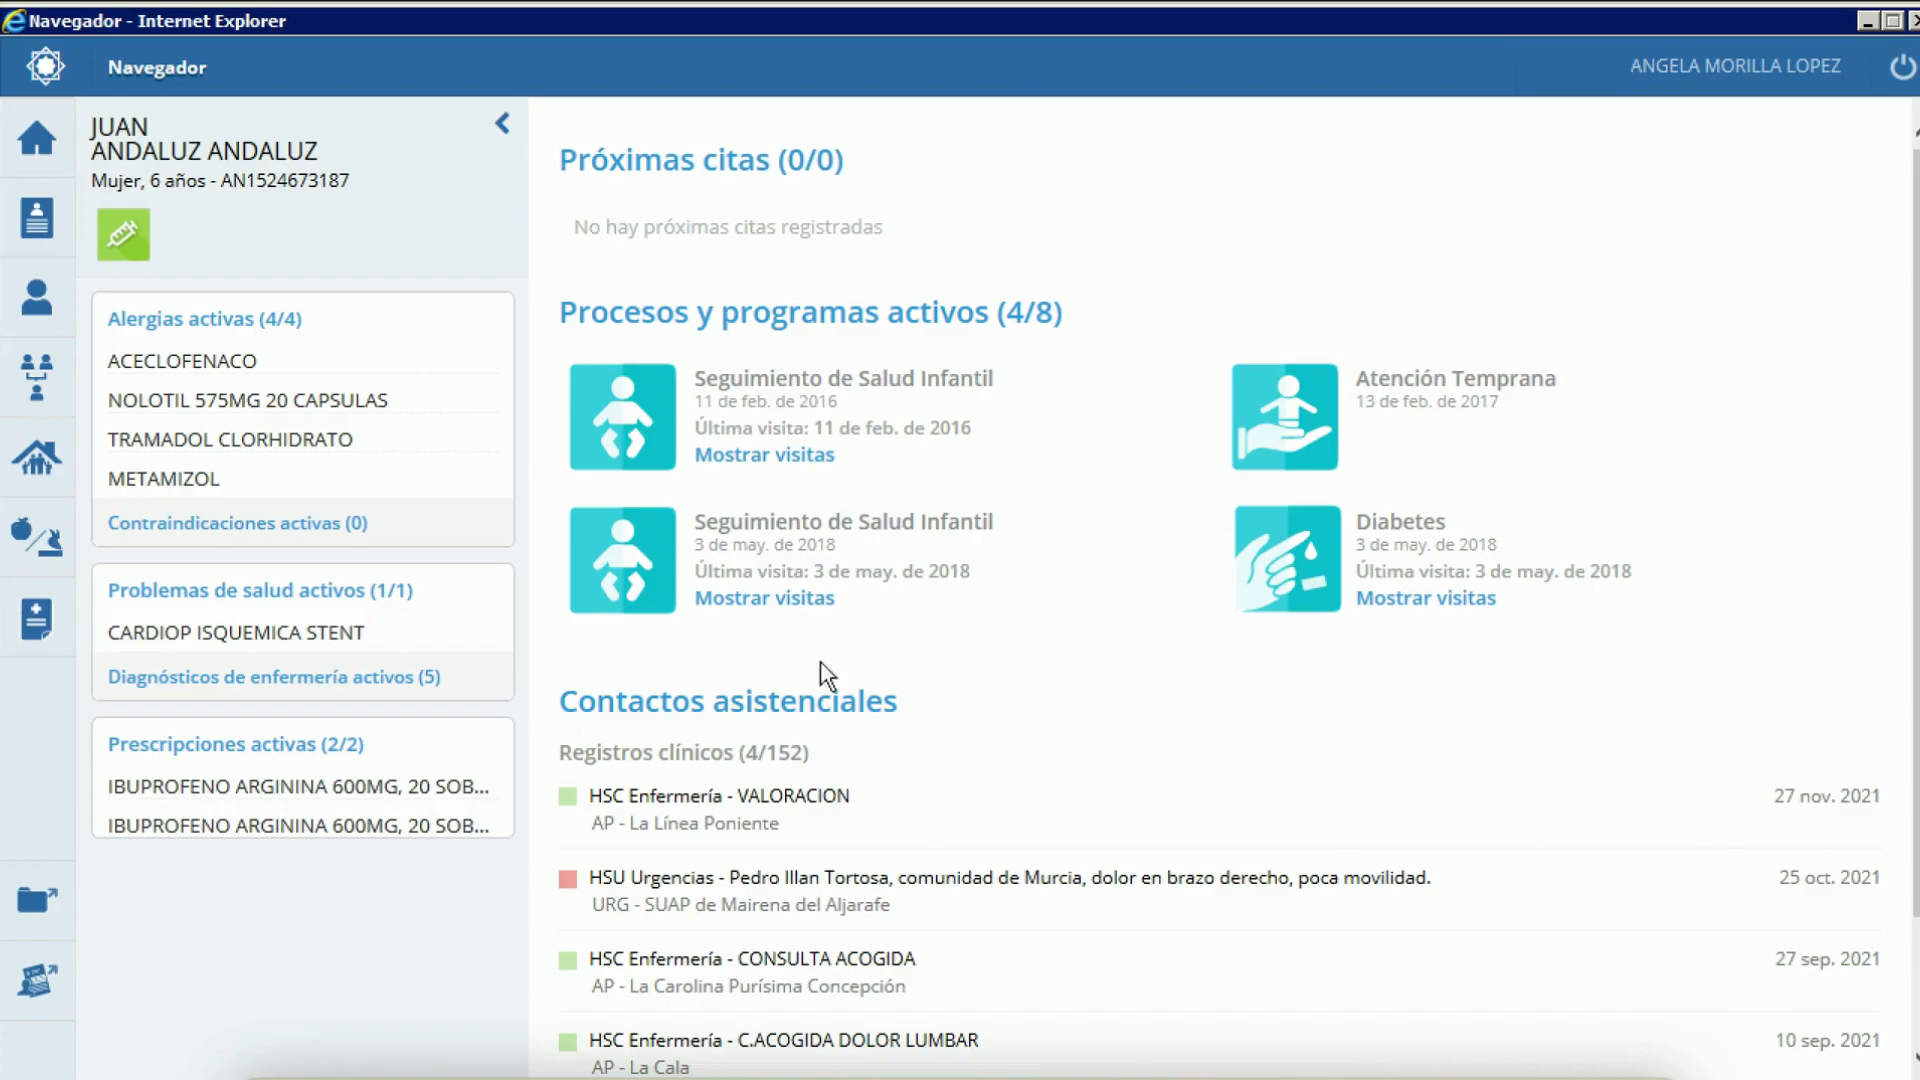 Navegador - Internet Explorer
Navegador
ANGELA MORILLA LOPEZ
JUAN
ANDALUZ ANDALUZ
Mujer, 6 años - AN1524673187
Alergias activas (4/4)
ACECLOFENACO
NOLOTIL 575MG 20 CAPSULAS
TRAMADOL CLORHIDRATO
METAMIZOL
Contraindicaciones activas (0)
Problemas de salud activos (1/1)
CARDIOP ISQUEMICA STENT
Diagnósticos de enfermería activos (5)
Prescripciones activas (2/2)
IBUPROFENO ARGININA 600MG, 20 SOB...
IBUPROFENO ARGININA 600MG, 20 SOB...
Próximas citas (0/0)
No hay próximas citas registradas
Procesos y programas activos (4/8)
Seguimiento de Salud Infantil
11 de feb. de 2016
Última visita: 11 de feb. de 2016
Mostrar visitas
Atención Temprana
13 de feb. de 2017
Seguimiento de Salud Infantil
3 de may. de 2018
Última visita: 3 de may. de 2018
Mostrar visitas
Diabetes
3 de may. de 2018
Última visita: 3 de may. de 2018
Mostrar visitas
Contactos asistenciales
Registros clínicos (4/152)
HSC Enfermería - VALORACION
27 nov. 2021
AP - La Línea Poniente
HSU Urgencias - Pedro Illan Tortosa, comunidad de Murcia, dolor en brazo derecho, poca movilidad.
25 oct. 2021
URG - SUAP de Mairena del Aljarafe
HSC Enfermería - CONSULTA ACOGIDA
27 sep. 2021
AP - La Carolina Purísima Concepción
HSC Enfermería - C.ACOGIDA DOLOR LUMBAR
10 sep. 2021
AP - La Cala